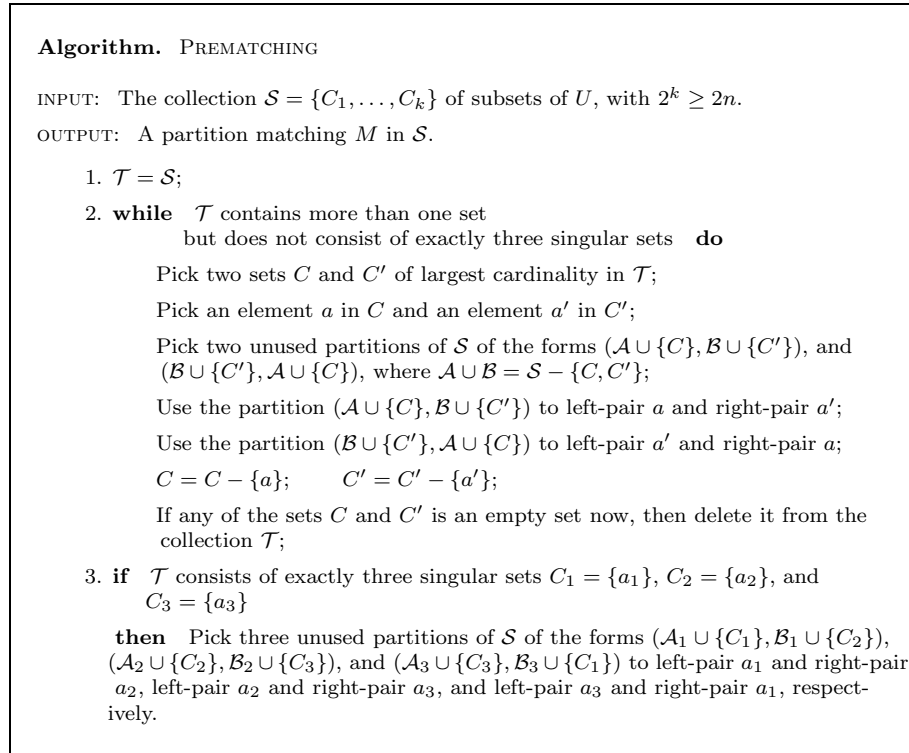 Algorithm. PREMATCHING
INPUT: The collection 𝒮 = {C₁, . . . , Cₖ} of subsets of U, with 2ᵏ ≥ 2n.
OUTPUT: A partition matching M in 𝒮.
1. 𝒯 = 𝒮;
2. while 𝒯 contains more than one set
but does not consist of exactly three singular sets do
Pick two sets C and C′ of largest cardinality in 𝒯;
Pick an element a in C and an element a′ in C′;
Pick two unused partitions of 𝒮 of the forms (𝒜 ∪ {C}, ℬ ∪ {C′}), and
(ℬ ∪ {C′}, 𝒜 ∪ {C}), where 𝒜 ∪ ℬ = 𝒮 − {C, C′};
Use the partition (𝒜 ∪ {C}, ℬ ∪ {C′}) to left-pair a and right-pair a′;
Use the partition (ℬ ∪ {C′}, 𝒜 ∪ {C}) to left-pair a′ and right-pair a;
C = C − {a}; C′ = C′ − {a′};
If any of the sets C and C′ is an empty set now, then delete it from the
collection 𝒯;
3. if 𝒯 consists of exactly three singular sets C₁ = {a₁}, C₂ = {a₂}, and
C₃ = {a₃}
then Pick three unused partitions of 𝒮 of the forms (𝒜₁ ∪ {C₁}, ℬ₁ ∪ {C₂}),
(𝒜₂ ∪ {C₂}, ℬ₂ ∪ {C₃}), and (𝒜₃ ∪ {C₃}, ℬ₃ ∪ {C₁}) to left-pair a₁ and right-pair
a₂, left-pair a₂ and right-pair a₃, and left-pair a₃ and right-pair a₁, respect-
ively.